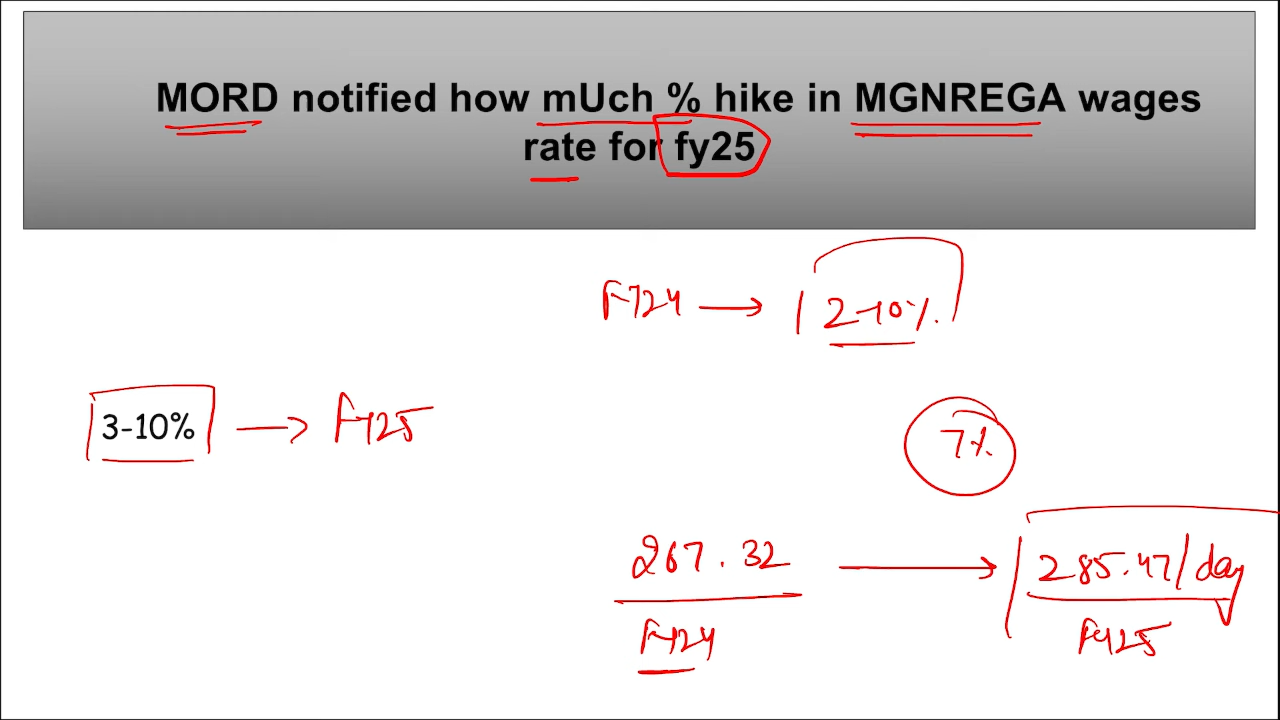 MORD notified how mUch % hike in MGNREGA wages
rate for fy25
FY24 → 2-10%.
3-10% → FY25
7%
267.32 → 285.47/day
FY24 FY25